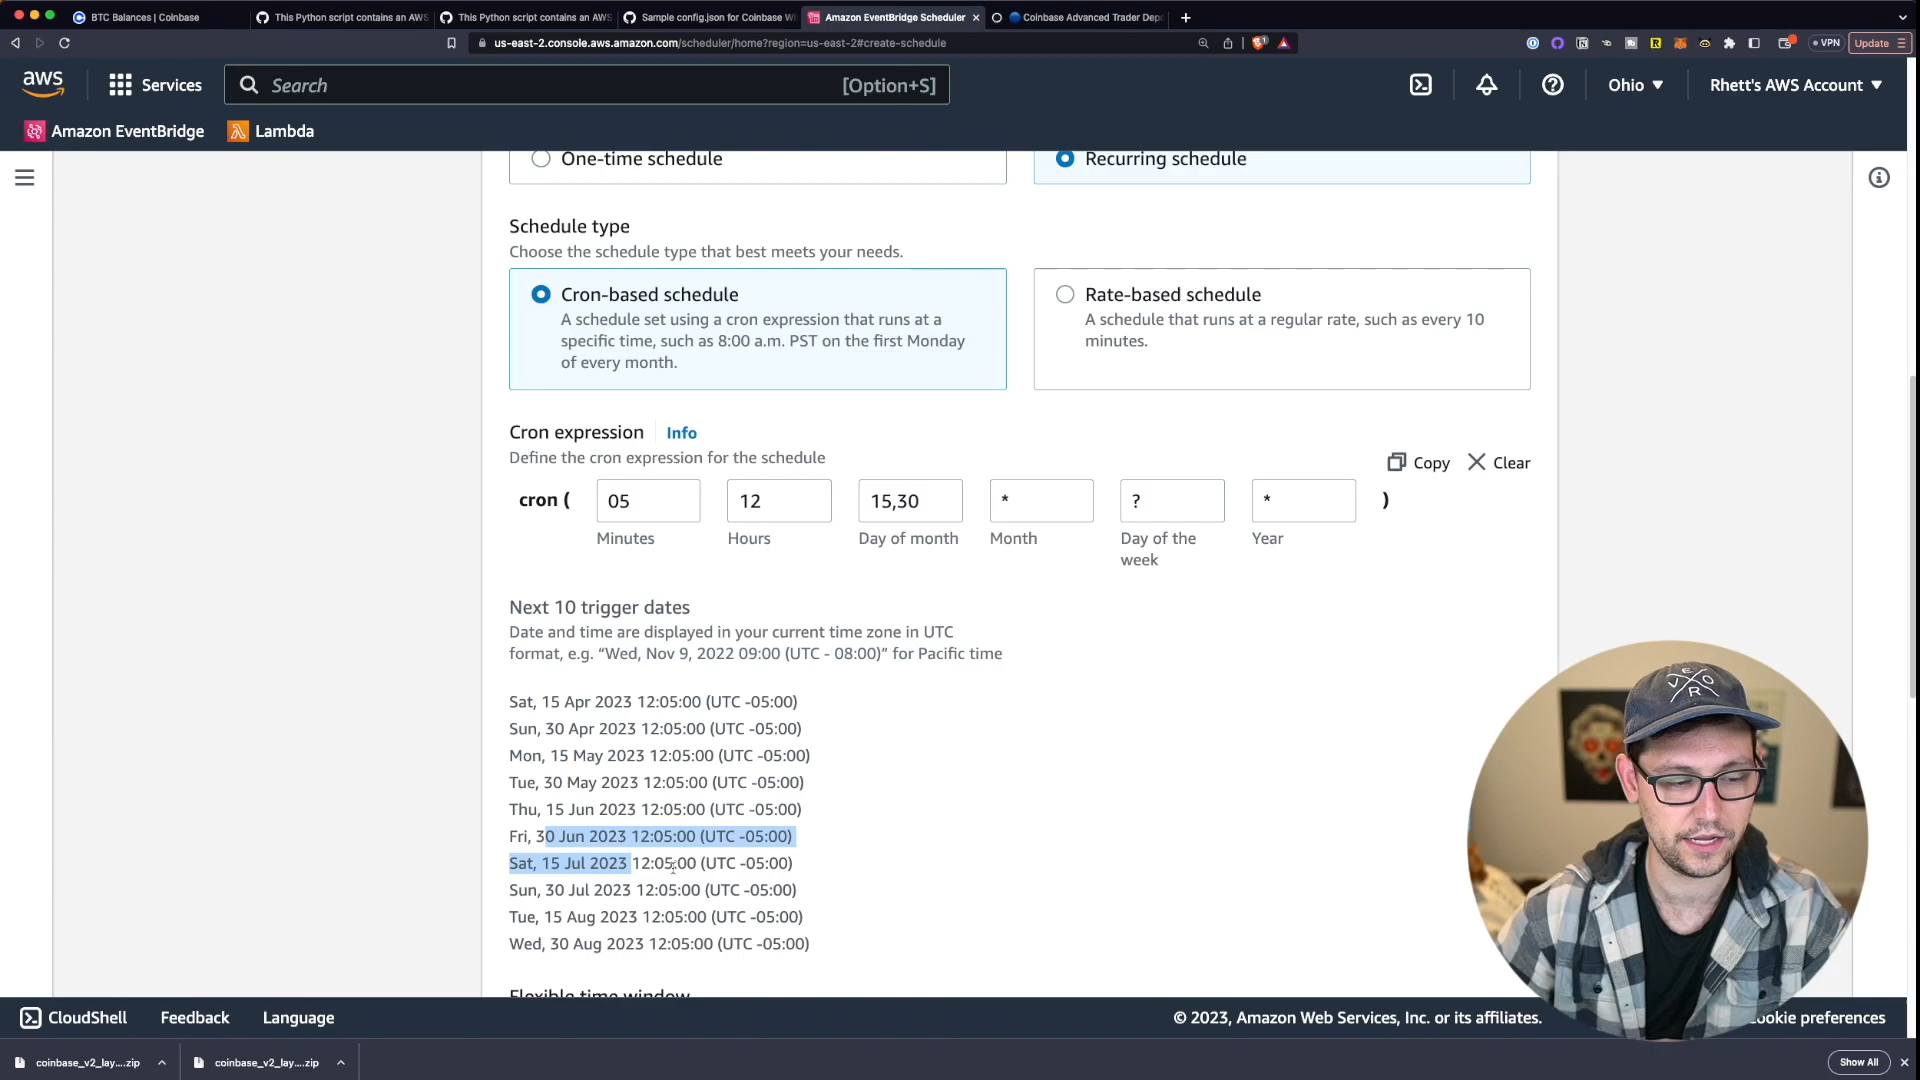 BTC Balances | Coinbase
This Python script contains an AWS
This Python script contains an AWS
Sample config.json for Coinbase Wi
Amazon EventBridge Scheduler
Coinbase Advanced Trader Depo
us-east-2.console.aws.amazon.com/scheduler/home?region=us-east-2#create-schedule
VPN
Update
aws
Services
Search
[Option+S]
Ohio
Rhett's AWS Account
Amazon EventBridge
Lambda
One-time schedule
Recurring schedule
Schedule type
Choose the schedule type that best meets your needs.
Cron-based schedule
A schedule set using a cron expression that runs at a
specific time, such as 8:00 a.m. PST on the first Monday
of every month.
Rate-based schedule
A schedule that runs at a regular rate, such as every 10
minutes.
Cron expression
Info
Define the cron expression for the schedule
Copy
Clear
cron ( 05 12 15,30 * ? * )
Minutes
Hours
Day of month
Month
Day of the
week
Year
Next 10 trigger dates
Date and time are displayed in your current time zone in UTC
format, e.g. “Wed, Nov 9, 2022 09:00 (UTC - 08:00)” for Pacific time
Sat, 15 Apr 2023 12:05:00 (UTC -05:00)
Sun, 30 Apr 2023 12:05:00 (UTC -05:00)
Mon, 15 May 2023 12:05:00 (UTC -05:00)
Tue, 30 May 2023 12:05:00 (UTC -05:00)
Thu, 15 Jun 2023 12:05:00 (UTC -05:00)
Fri, 30 Jun 2023 12:05:00 (UTC -05:00)
Sat, 15 Jul 2023 12:05:00 (UTC -05:00)
Sun, 30 Jul 2023 12:05:00 (UTC -05:00)
Tue, 15 Aug 2023 12:05:00 (UTC -05:00)
Wed, 30 Aug 2023 12:05:00 (UTC -05:00)
Flexible time window
VEOR
CloudShell
Feedback
Language
© 2023, Amazon Web Services, Inc. or its affiliates.
ookie preferences
coinbase_v2_lay....zip
coinbase_v2_lay....zip
Show All